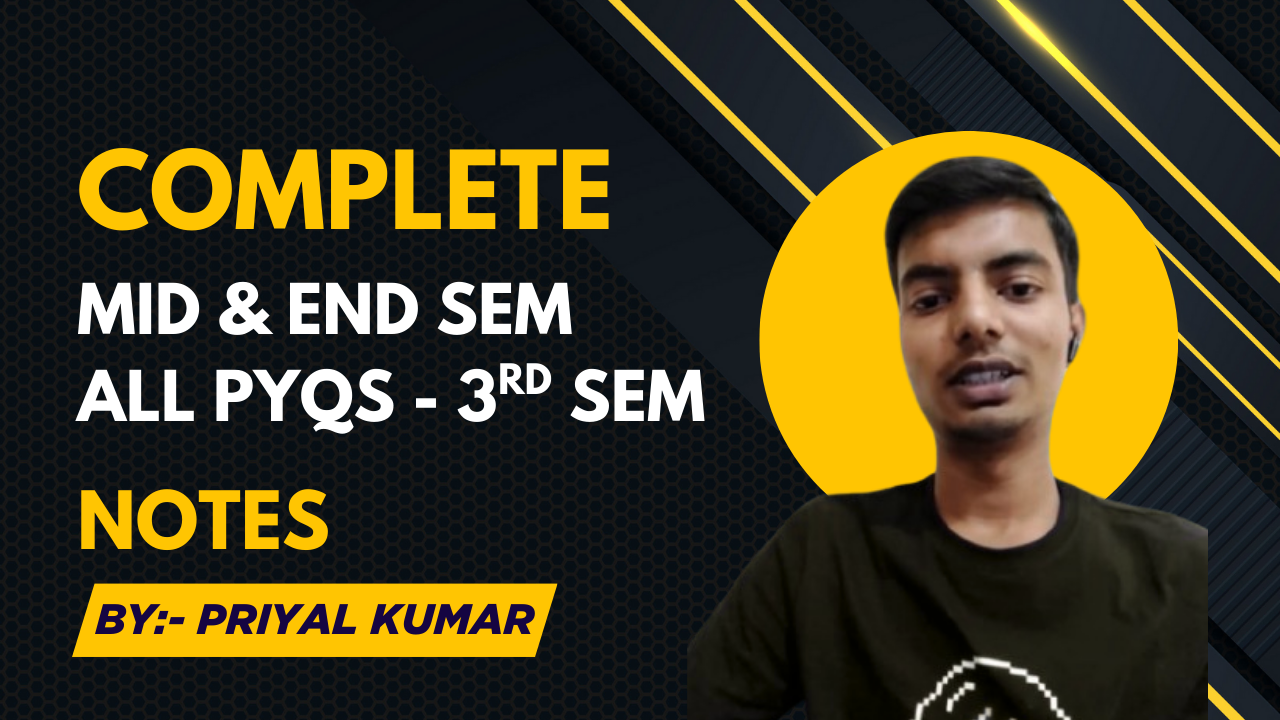 COMPLETE
MID & END SEM
ALL PYQS - 3RD SEM
NOTES
BY:- PRIYAL KUMAR